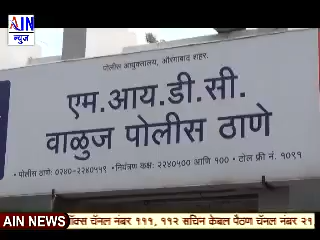 AIN
न्युज
पोलीस आयुक्तालय, औरंगाबाद शहर.
एम.आय.डी.सी.
वाळुज पोलीस ठाणे
• पोलीस ठाणे: ०२४०-२२४०५५९ • नियंत्रण कक्ष: २२४०५०० आणि १०० • टोल फ्री नं. १०९१
AIN NEWS चॅनल नंबर १११, ११२ सचिन केबल पैठण चॅनल नंबर २१